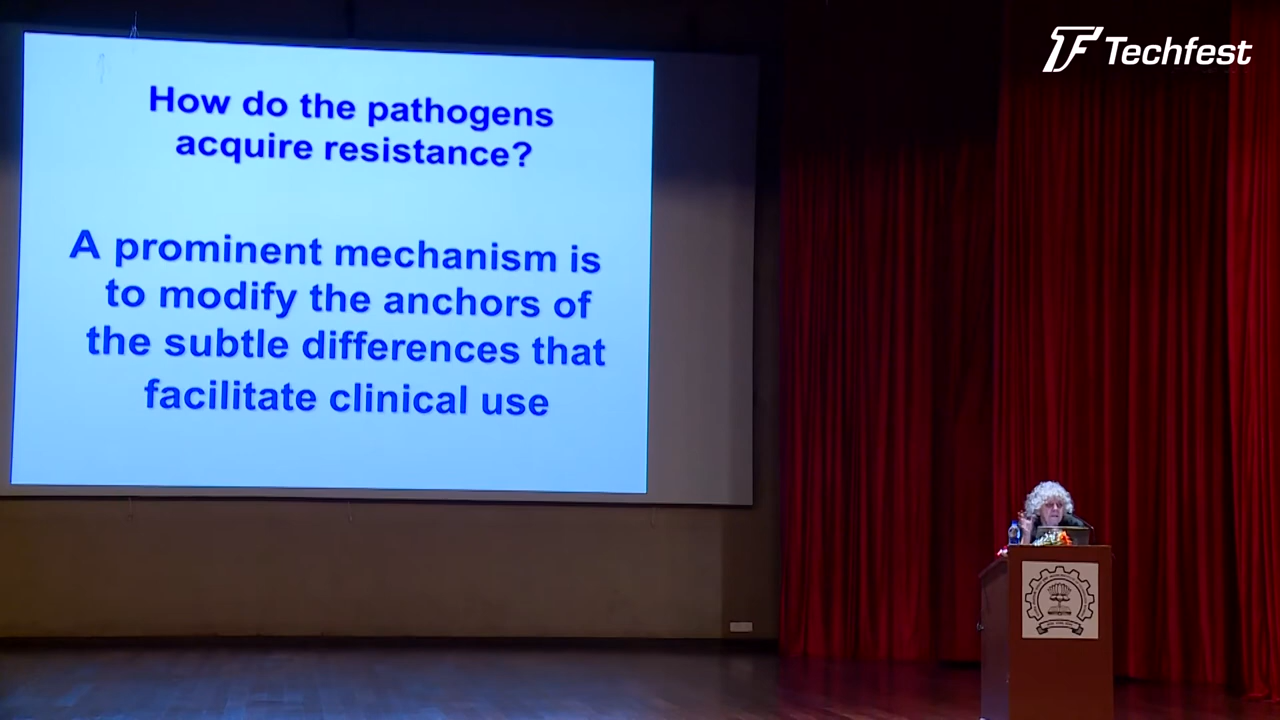 TF Techfest
How do the pathogens
acquire resistance?
A prominent mechanism is
to modify the anchors of
the subtle differences that
facilitate clinical use